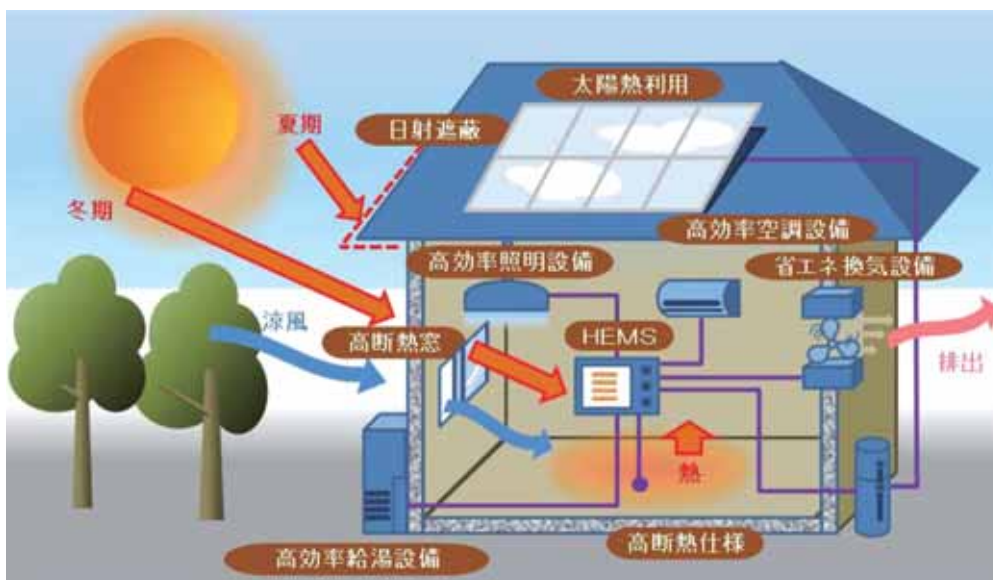 太陽熱利用
夏期
日射遮蔽
冬期
高効率空調設備
高効率照明設備
省エネ換気設備
涼風
高断熱窓
HEMS
排出
熱
高効率給湯設備
高断熱仕様